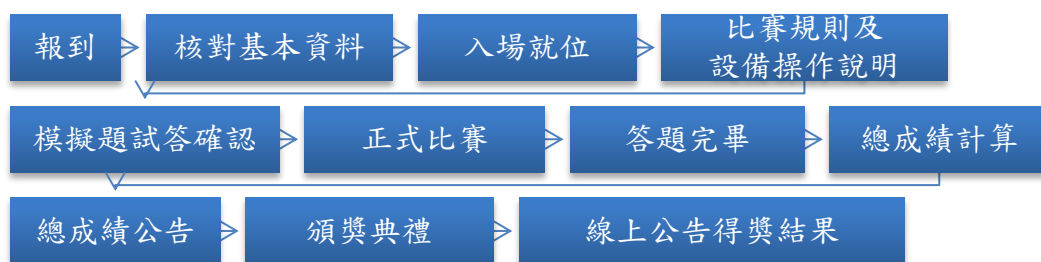 報到
核對基本資料
入場就位
比賽規則及
設備操作說明
模擬題試答確認
正式比賽
答題完畢
總成績計算
總成績公告
頒獎典禮
線上公告得獎結果